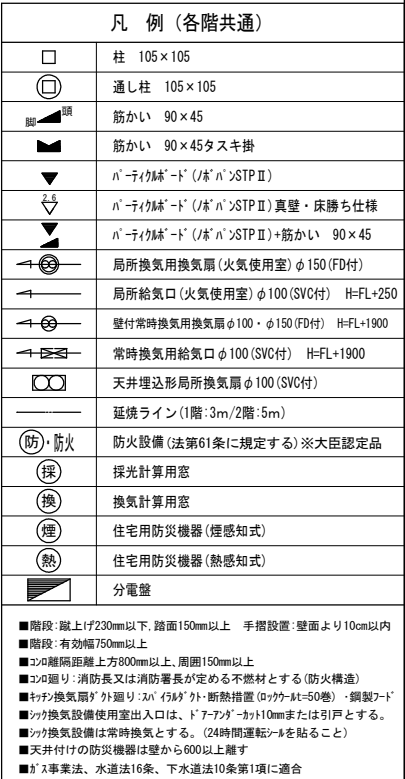 凡 例（各階共通）
柱 105×105
通し柱 105×105
脚 頭 筋かい 90×45
筋かい 90×45タスキ掛
ﾊﾟｰﾃｨｸﾙﾎﾞｰﾄﾞ(ﾉﾎﾞﾊﾟﾝSTPⅡ)
2.6 ﾊﾟｰﾃｨｸﾙﾎﾞｰﾄﾞ(ﾉﾎﾞﾊﾟﾝSTPⅡ)真壁・床勝ち仕様
ﾊﾟｰﾃｨｸﾙﾎﾞｰﾄﾞ(ﾉﾎﾞﾊﾟﾝSTPⅡ)+筋かい 90×45
局所換気用換気扇(火気使用室)φ150(FD付)
局所給気口(火気使用室)φ100(SVC付) H=FL+250
壁付常時換気用換気扇φ100・φ150(FD付) H=FL+1900
常時換気用給気口φ100(SVC付) H=FL+1900
天井埋込形局所換気扇φ100(SVC付)
延焼ライン(1階:3m/2階:5m)
防・防火 防火設備(法第61条に規定する)※大臣認定品
採 採光計算用窓
換 換気計算用窓
煙 住宅用防災機器(煙感知式)
熱 住宅用防災機器(熱感知式)
分電盤
■階段:蹴上げ230mm以下,踏面150mm以上 手摺設置:壁面より10cm以内
■階段:有効幅750mm以上
■ｺﾝﾛ離隔距離上方800mm以上、周囲150mm以上
■ｺﾝﾛ廻り:消防長又は消防署長が定める不燃材とする(防火構造)
■ｷｯﾁﾝ換気扇ﾀﾞｸﾄ廻り:ｽﾊﾟｲﾗﾙﾀﾞｸﾄ･断熱措置(ﾛｯｸｳｰﾙt=50巻)・鋼製ﾌｰﾄﾞ
■ｼｯｸ換気設備使用室出入口は、ﾄﾞｱｰｱﾝﾀﾞｰｶｯﾄ10mmまたは引戸とする。
■ｼｯｸ換気設備は常時換気とする。(24時間運転ｼｰﾙを貼ること)
■天井付けの防災機器は壁から600以上離す
■ｶﾞｽ事業法、水道法16条、下水道法10条第1項に適合